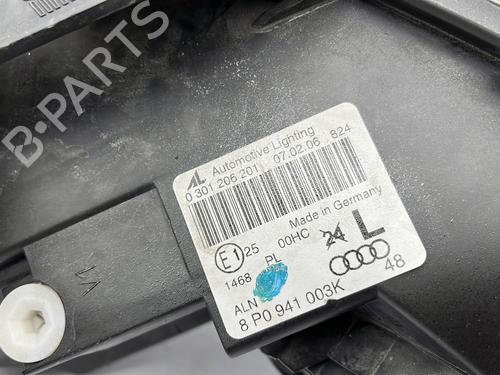 B-PARTS
AL Automotive Lighting
0 301 206 201 07.02.06 824
Made in Germany
E1 25 00HC 24 L
1468 PL
ALN 48
8 P0 941 003K